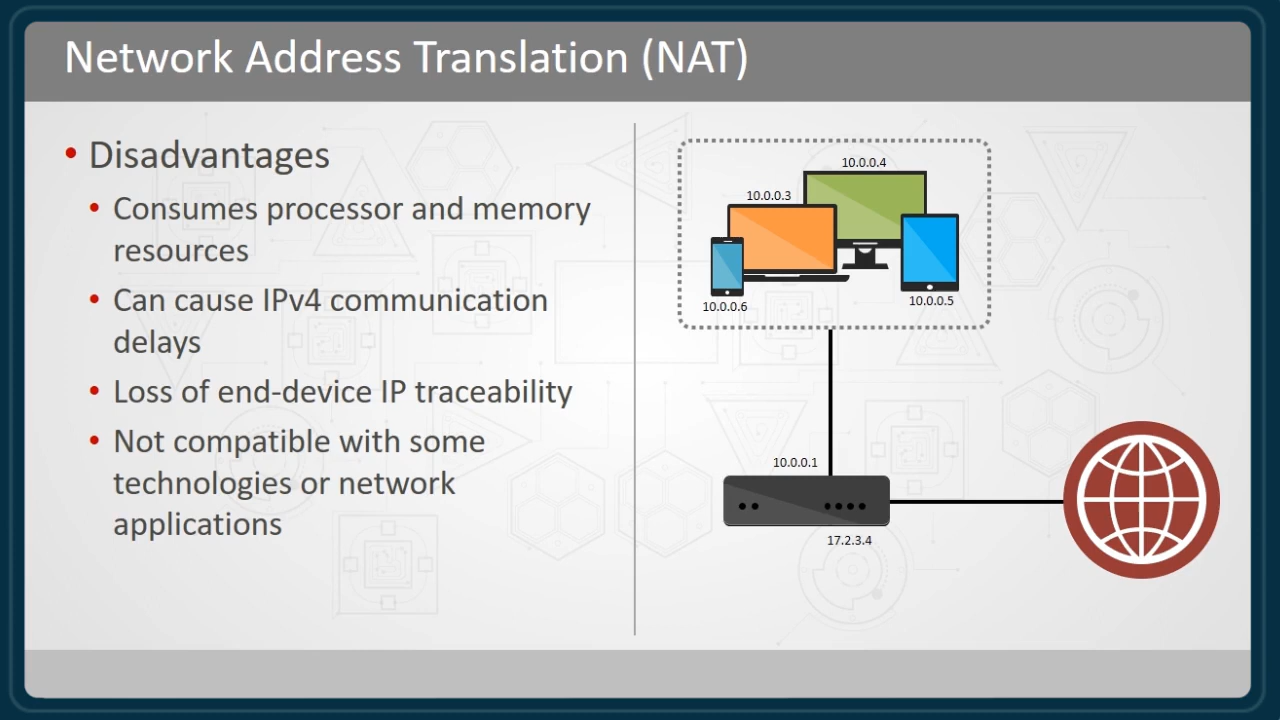 Network Address Translation (NAT)
• Disadvantages
• Consumes processor and memory
resources
• Can cause IPv4 communication
delays
• Loss of end-device IP traceability
• Not compatible with some
technologies or network
applications
10.0.0.4
10.0.0.3
10.0.0.6
10.0.0.5
10.0.0.1
17.2.3.4